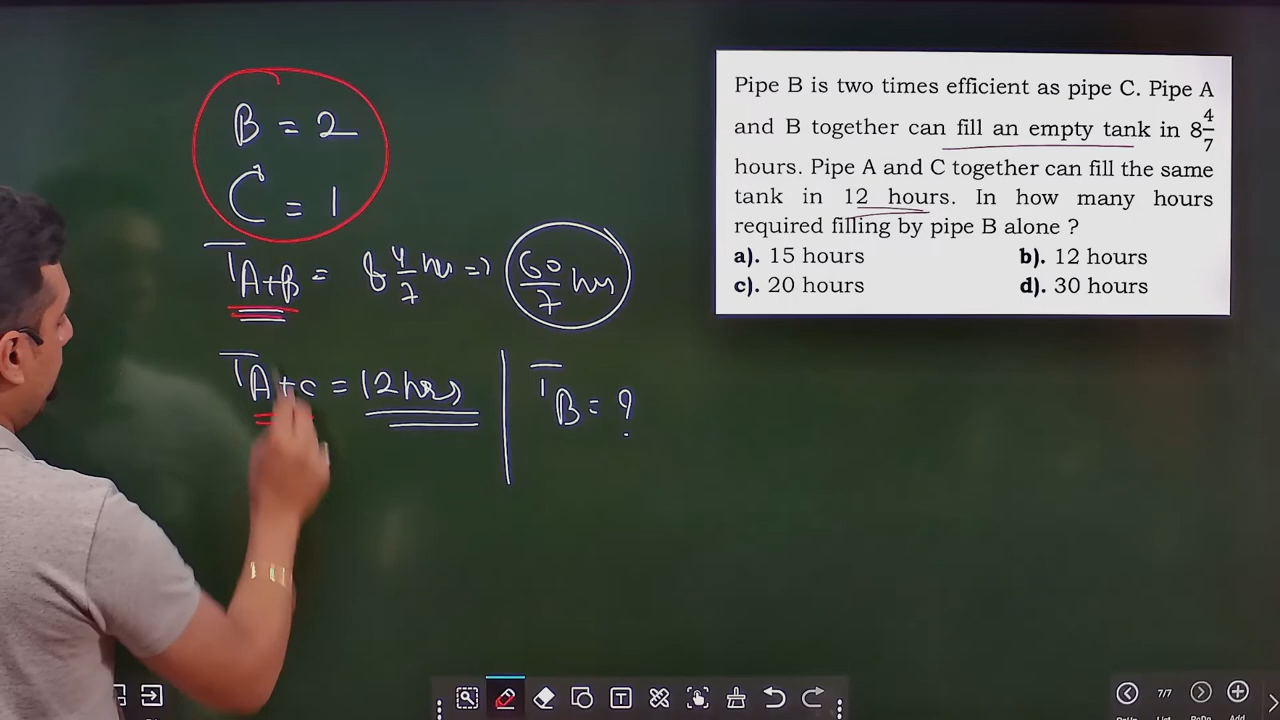 B = 2
C = 1
T A+B = 8 4/7 hr => 60/7 hrs
T A+C = 12 hrs
T B = ?
Pipe B is two times efficient as pipe C. Pipe A
and B together can fill an empty tank in 8 4/7
hours. Pipe A and C together can fill the same
tank in 12 hours. In how many hours
required filling by pipe B alone ?
a). 15 hours b). 12 hours
c). 20 hours d). 30 hours
7/7